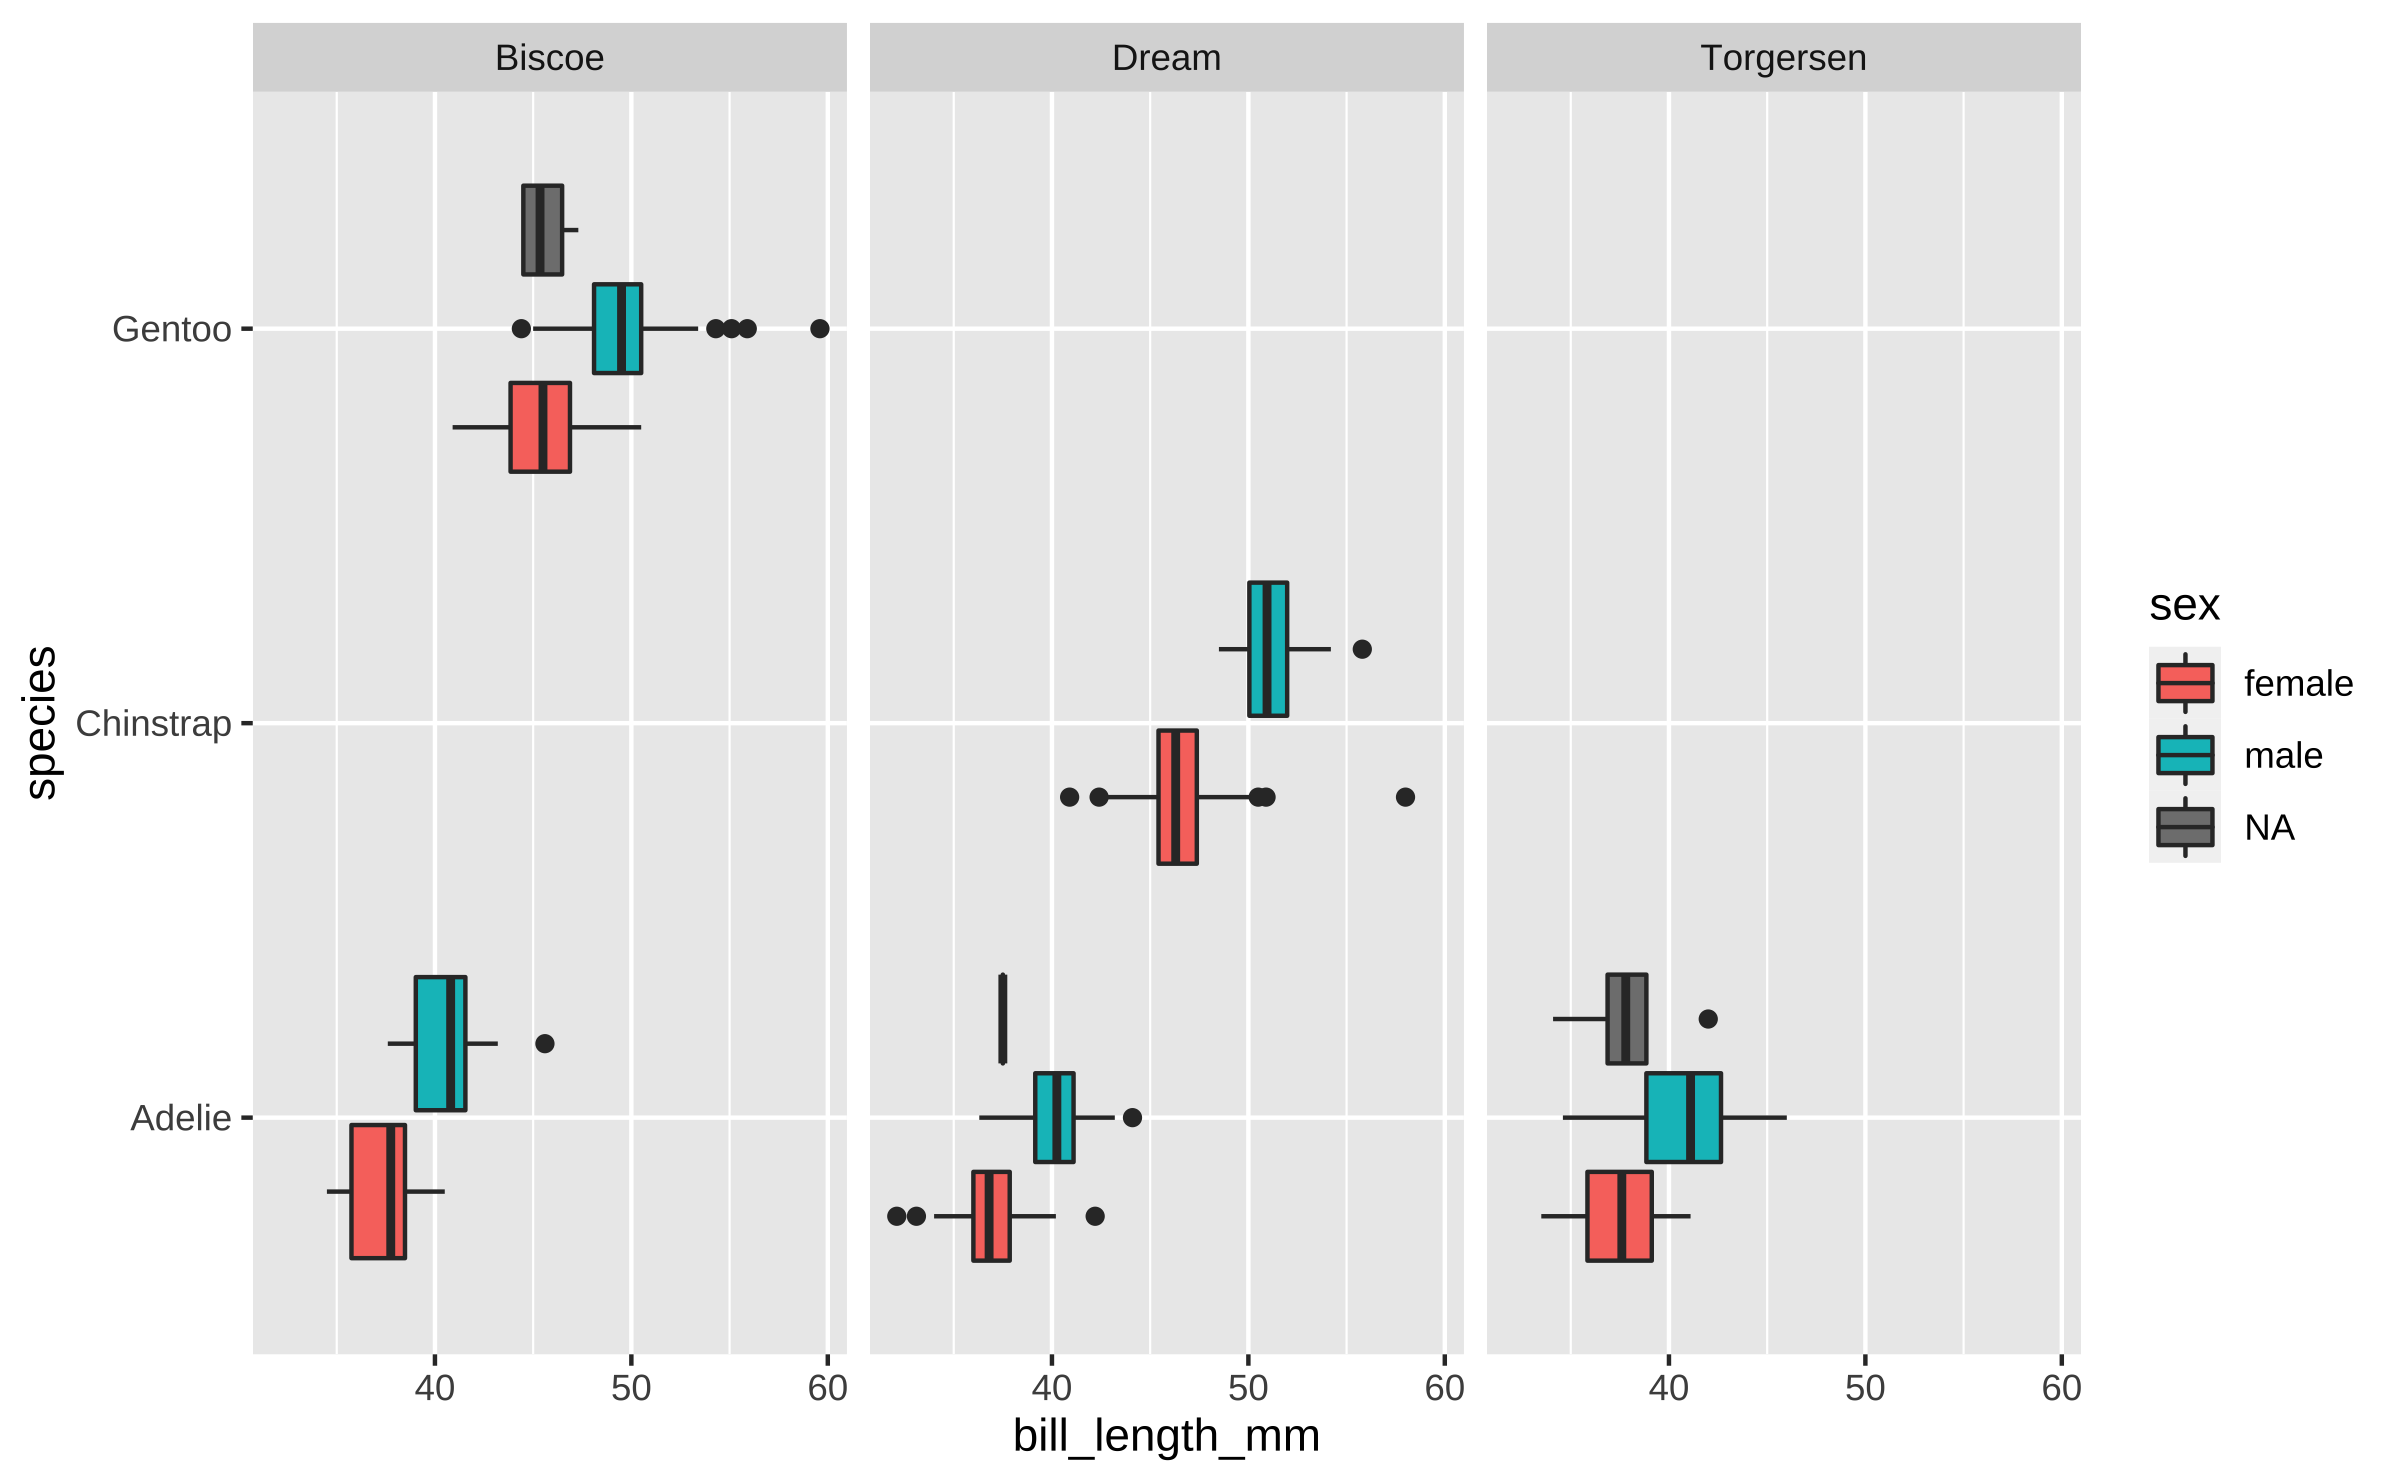 Biscoe
Dream
Torgersen
species
Gentoo
Chinstrap
Adelie
40 50 60
40 50 60
40 50 60
bill_length_mm
sex
female
male
NA